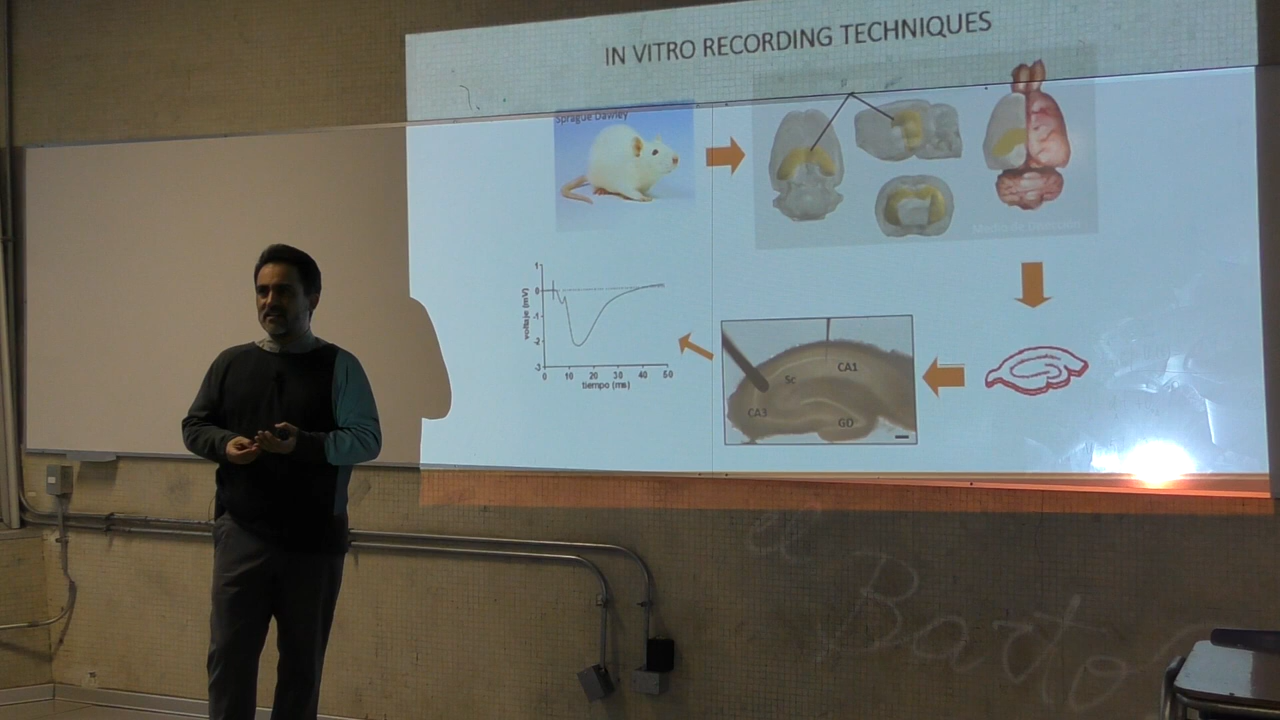 IN VITRO RECORDING TECHNIQUES
Sprague Dawley
voltaje (mV)
1
0
-1
-2
-3
0 10 20 30 40 50
tiempo (ms)
CA1
Sc
CA3
GD
Barto